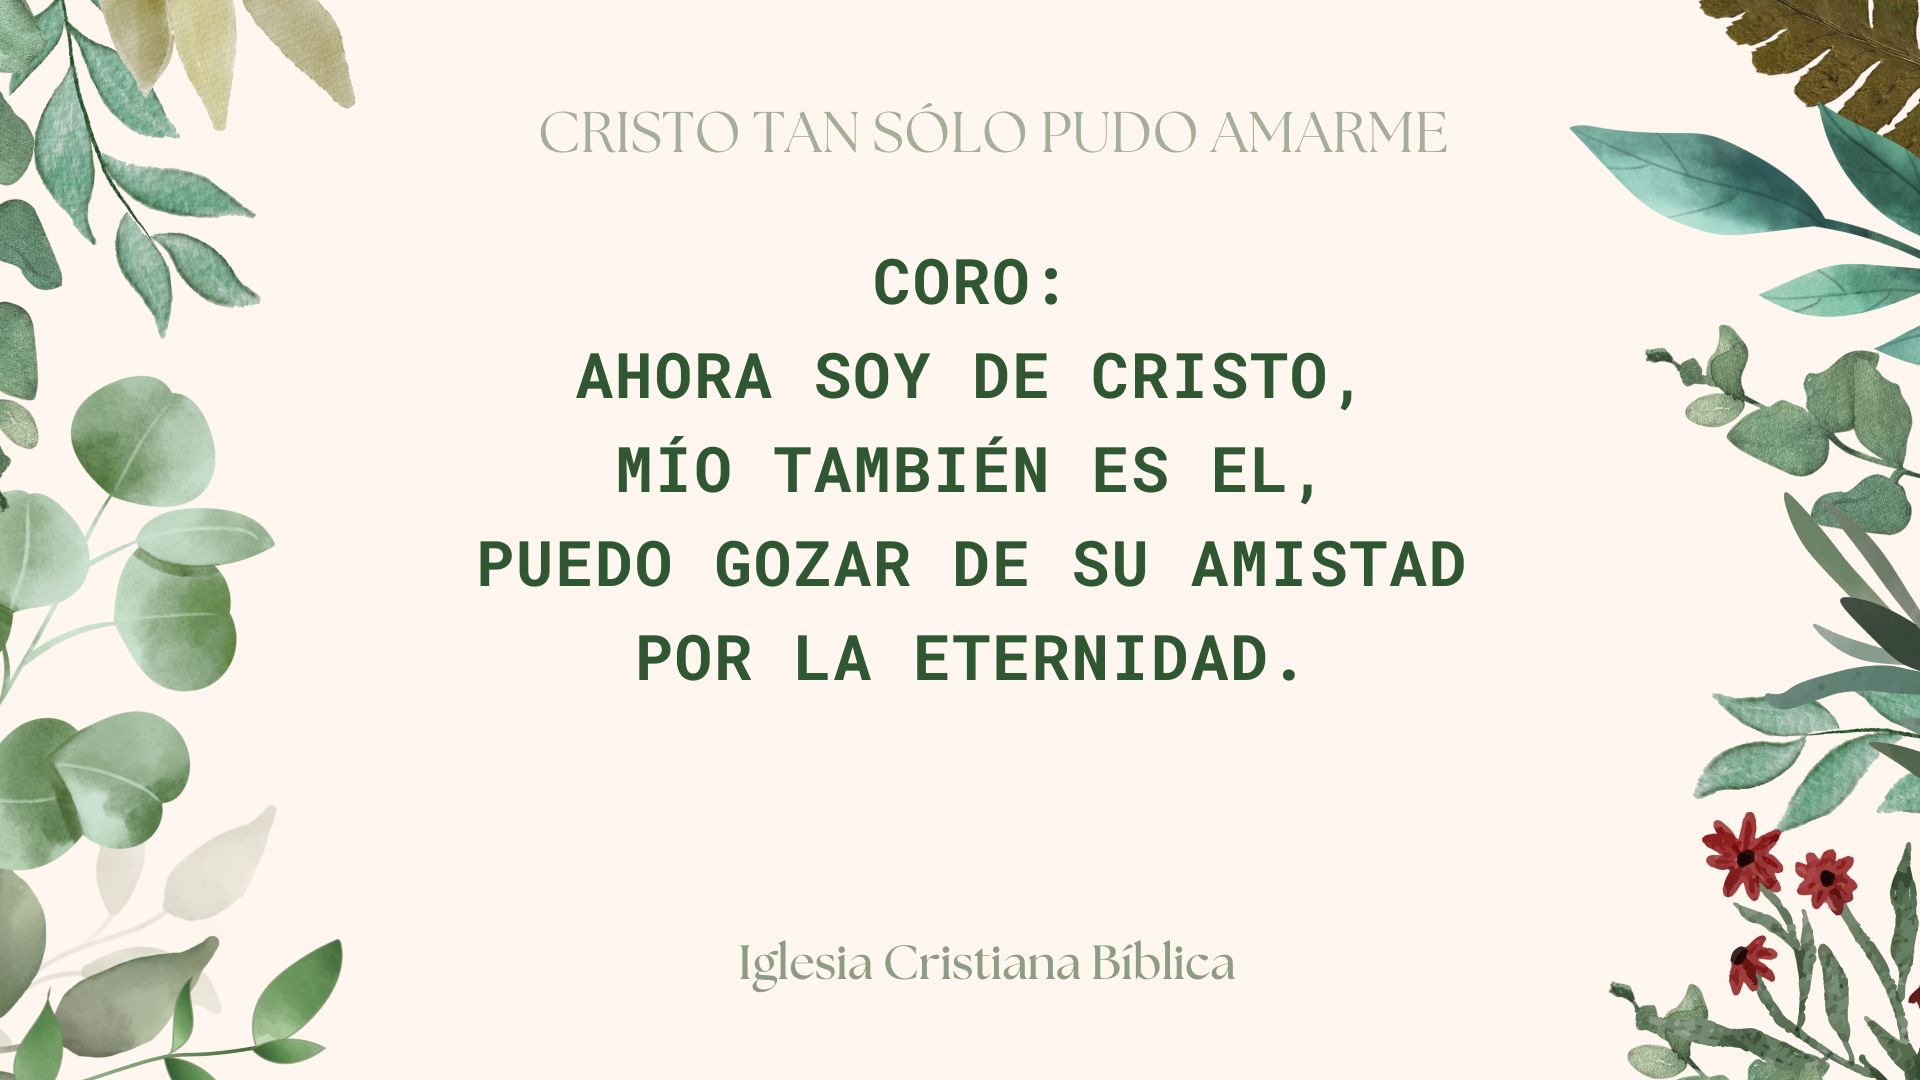 CRISTO TAN SÓLO PUDO AMARME
CORO:
AHORA SOY DE CRISTO,
MÍO TAMBIÉN ES EL,
PUEDO GOZAR DE SU AMISTAD
POR LA ETERNIDAD.
Iglesia Cristiana Bíblica